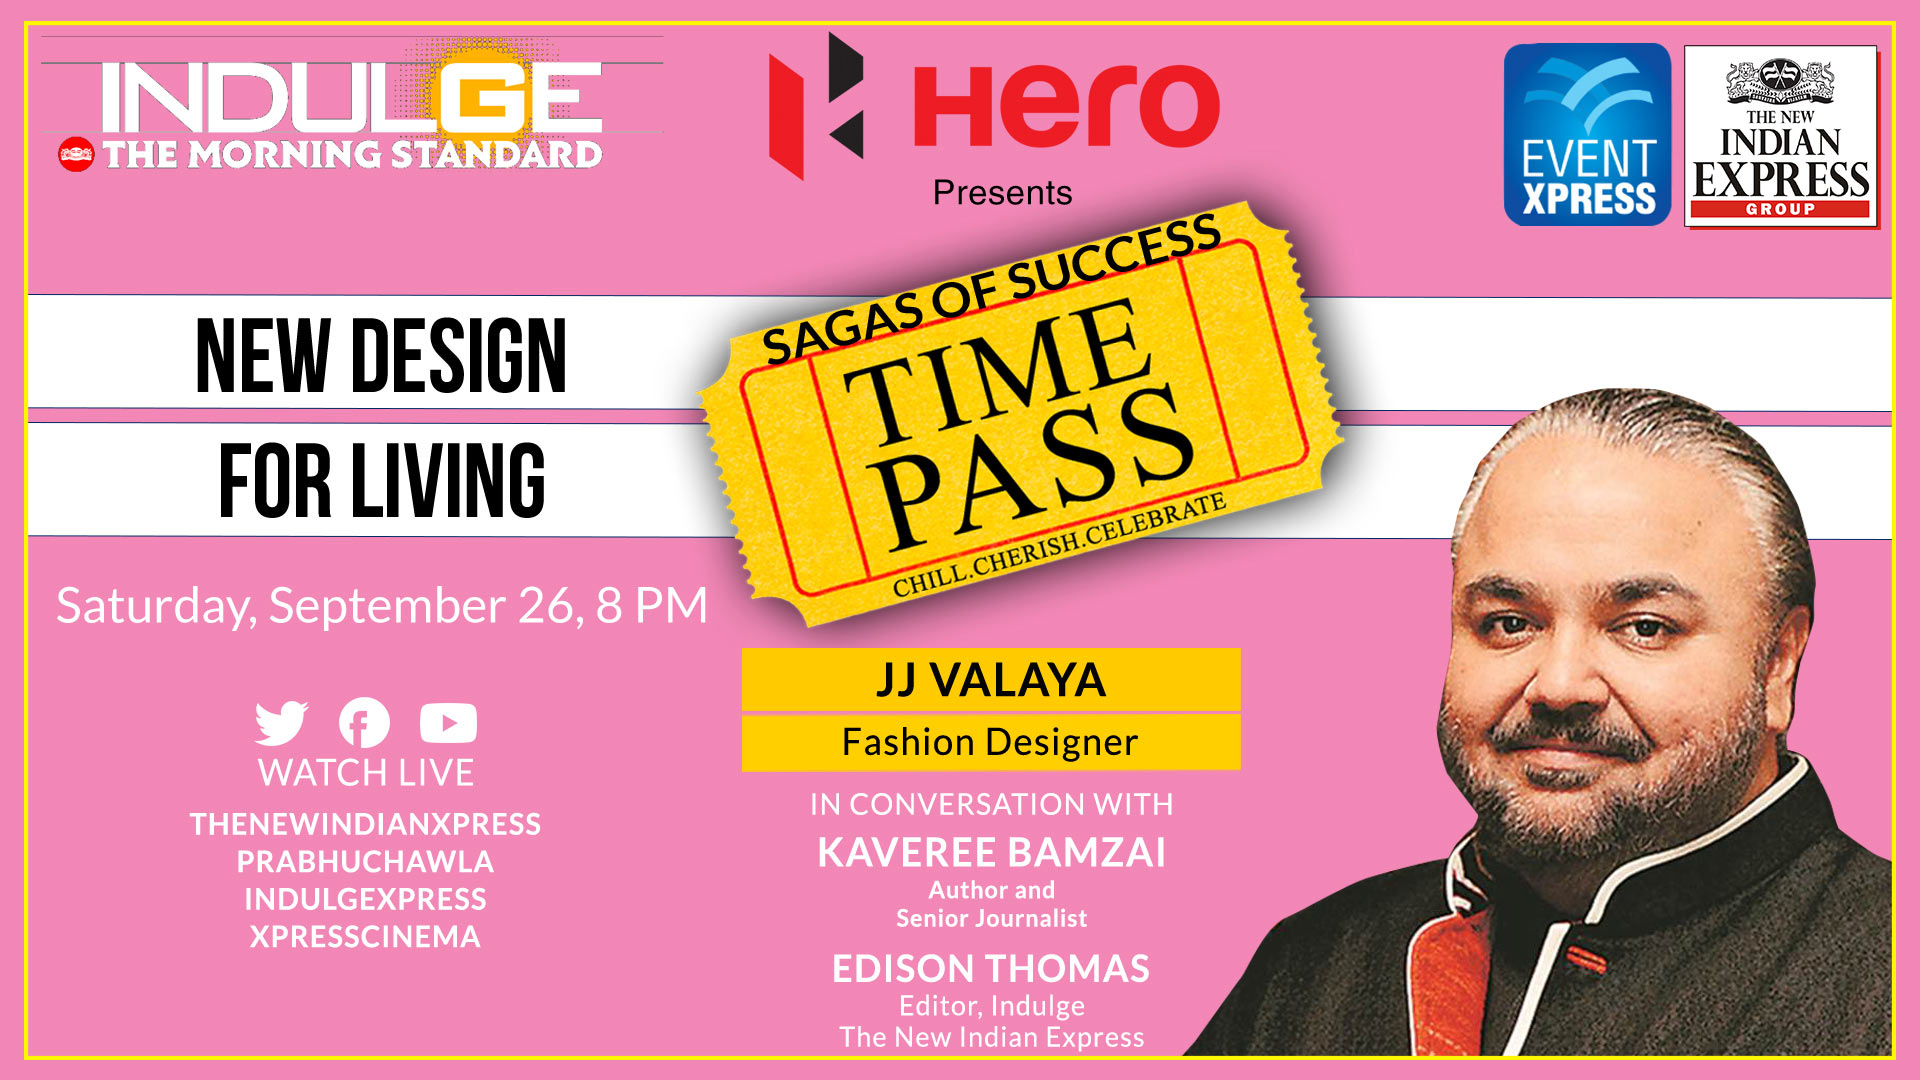 INDULGE
THE MORNING STANDARD
Hero
Presents
EVENT
XPRESS
THE NEW
INDIAN
EXPRESS
GROUP
SAGAS OF SUCCESS
TIME
PASS
CHILL.CHERISH.CELEBRATE
NEW DESIGN
FOR LIVING
Saturday, September 26, 8 PM
WATCH LIVE
THENEWINDIANXPRESS
PRABHUCHAWLA
INDULGEXPRESS
XPRESSCINEMA
JJ VALAYA
Fashion Designer
IN CONVERSATION WITH
KAVEREE BAMZAI
Author and
Senior Journalist
EDISON THOMAS
Editor, Indulge
The New Indian Express